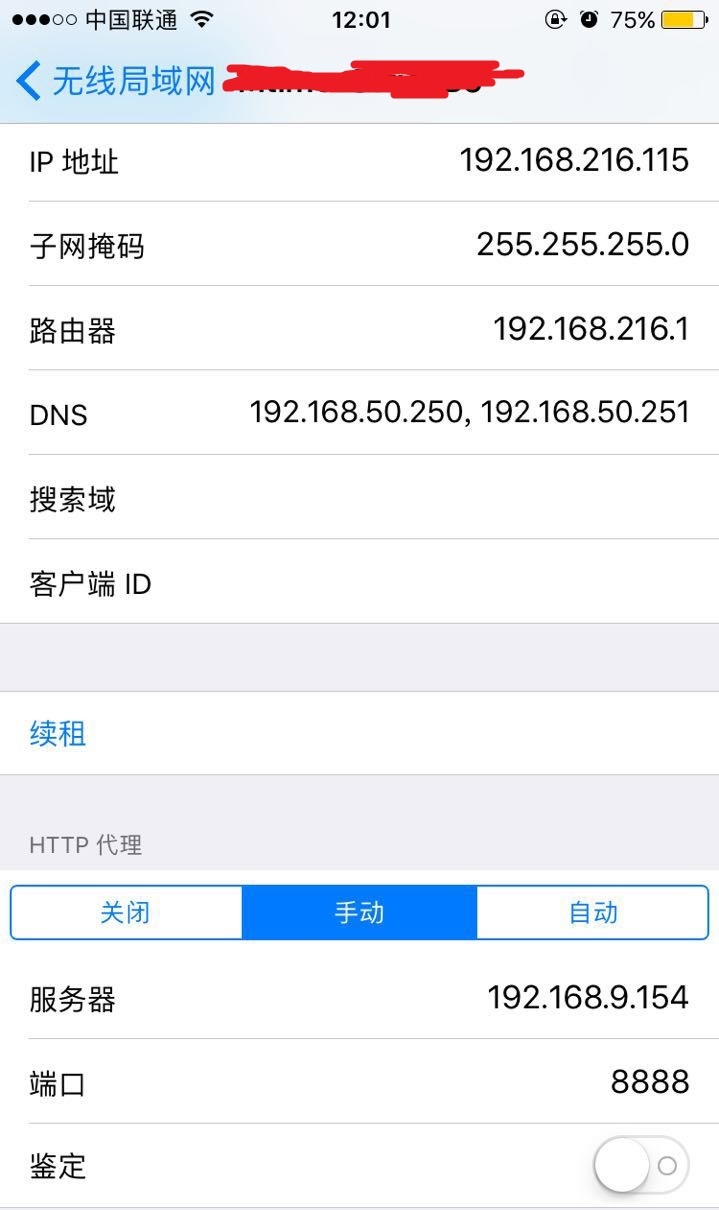 中国联通 12:01 75%
无线局域网
IP 地址 192.168.216.115
子网掩码 255.255.255.0
路由器 192.168.216.1
DNS 192.168.50.250, 192.168.50.251
搜索域
客户端 ID
续租
HTTP 代理
关闭 手动 自动
服务器 192.168.9.154
端口 8888
鉴定